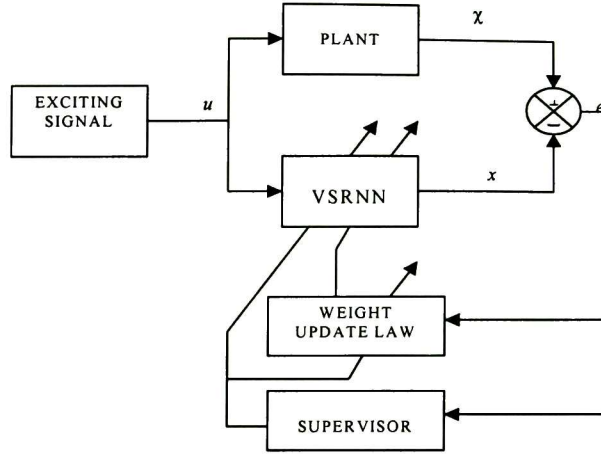 PLANT
χ
EXCITING
SIGNAL
u
+
e
−
VSRNN
x
WEIGHT
UPDATE LAW
SUPERVISOR